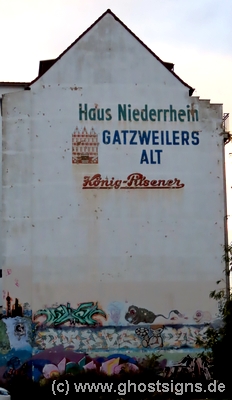 Haus Niederrhein
GATZWEILERS
ALT
König-Pilsener
(c) www.ghostsigns.de